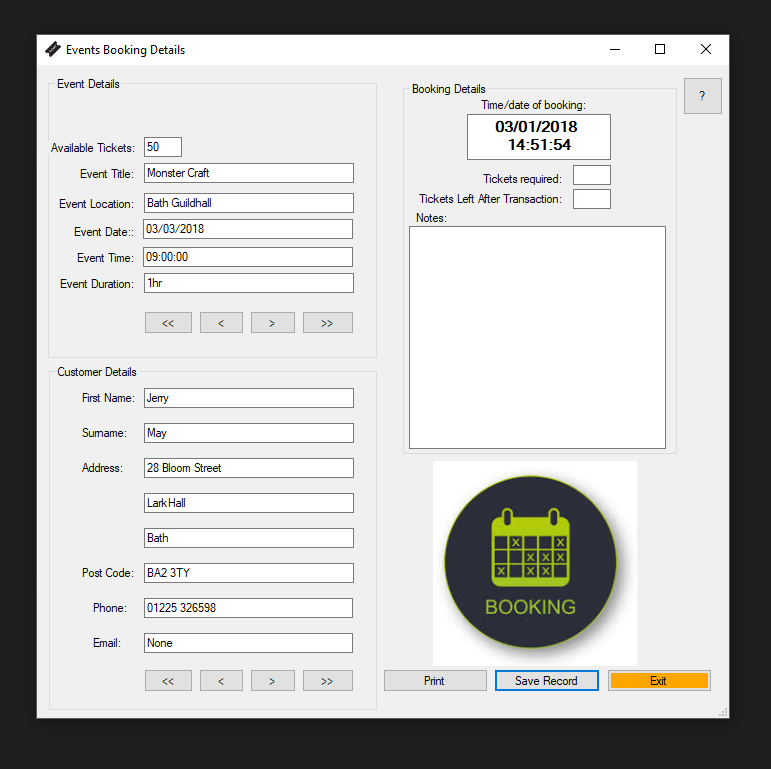 Events Booking Details
Event Details
Available Tickets: 50
Event Title: Monster Craft
Event Location: Bath Guildhall
Event Date:: 03/03/2018
Event Time: 09:00:00
Event Duration: 1hr
<< < > >>
Customer Details
First Name: Jerry
Surname: May
Address: 28 Bloom Street
Lark Hall
Bath
Post Code: BA2 3TY
Phone: 01225 326598
Email: None
<< < > >>
Booking Details
?
Time/date of booking:
03/01/2018
14:51:54
Tickets required:
Tickets Left After Transaction:
Notes:
X
X X
X X X
BOOKING
Print Save Record Exit